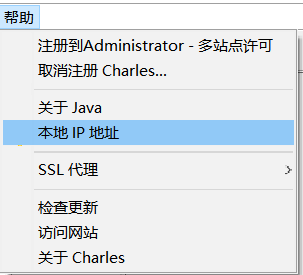 帮助
注册到Administrator - 多站点许可
取消注册 Charles...
关于 Java
本地 IP 地址
SSL 代理
检查更新
访问网站
关于 Charles